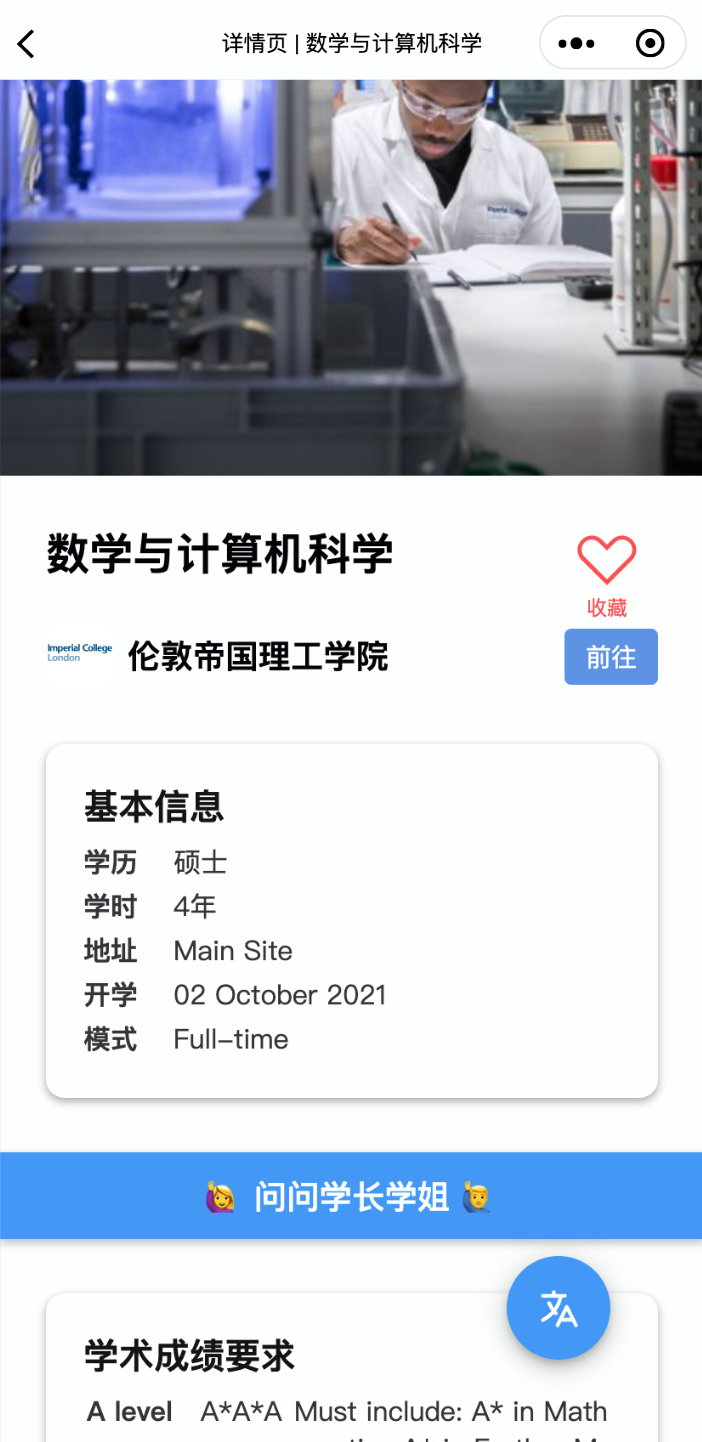 详情页 | 数学与计算机科学
Imperial College
数学与计算机科学
收藏
Imperial College
London
伦敦帝国理工学院
前往
基本信息
学历 硕士
学时 4年
地址 Main Site
开学 02 October 2021
模式 Full-time
🙋‍♀️ 问问学长学姐 🙋‍♂️
文A
学术成绩要求
A level A*A*A Must include: A* in Math